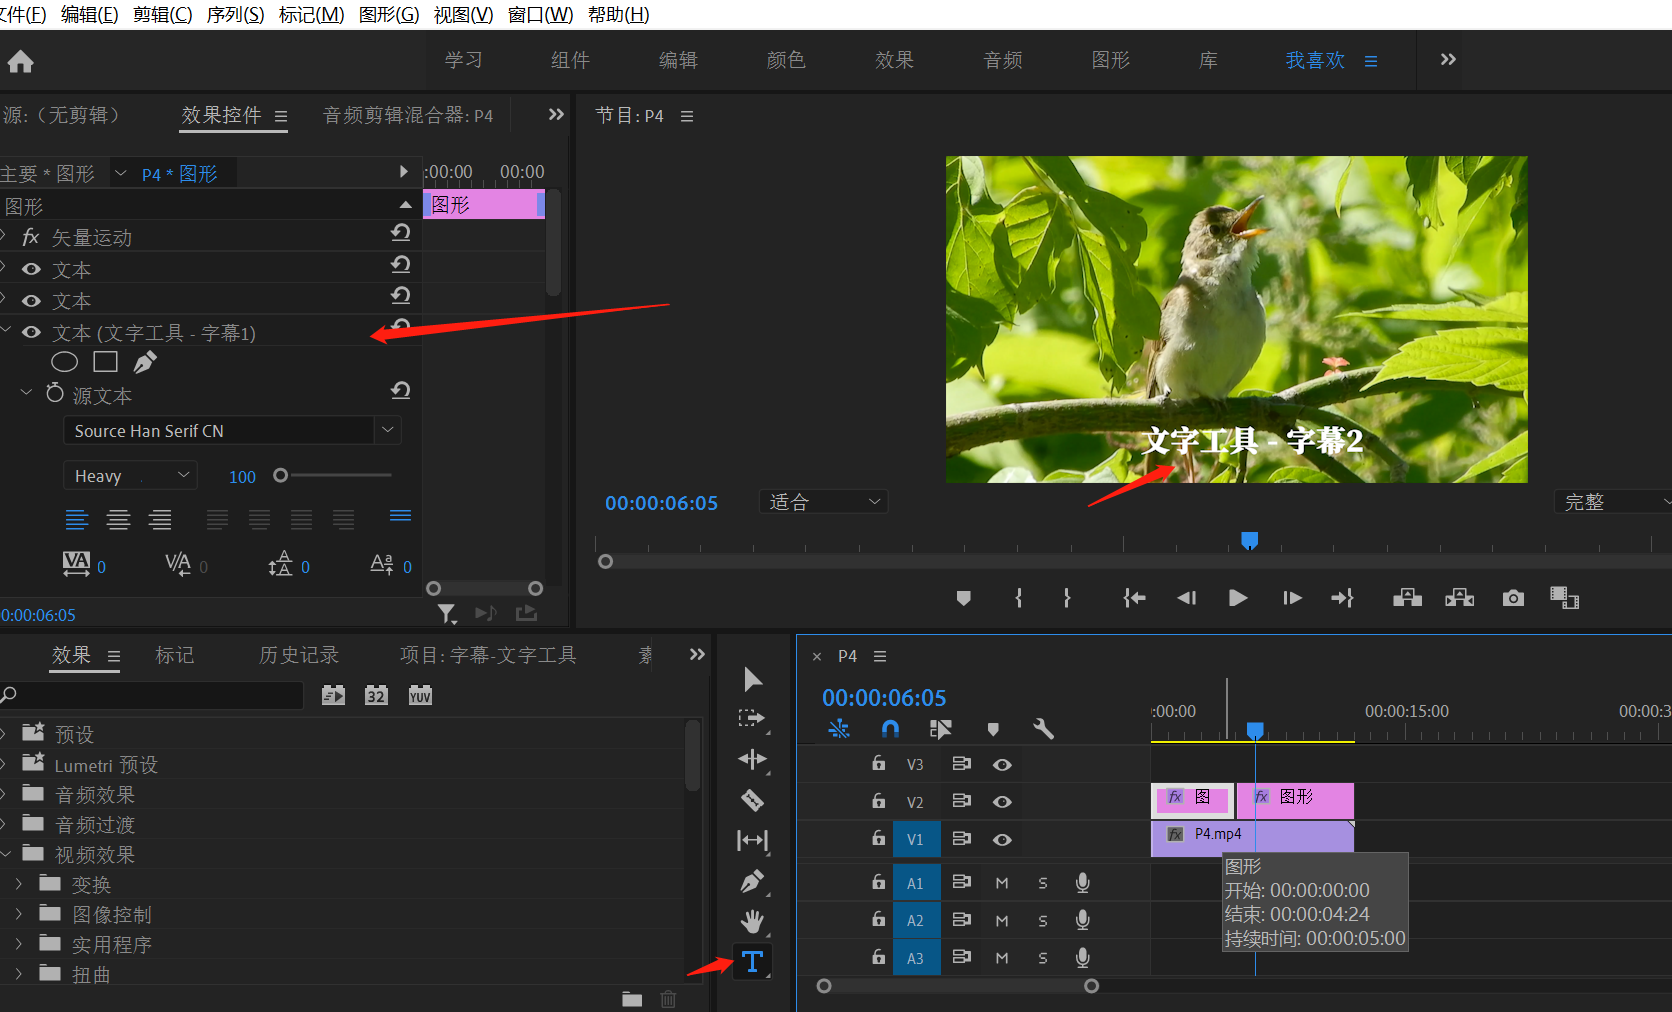 文件(F) 编辑(E) 剪辑(C) 序列(S) 标记(M) 图形(G) 视图(V) 窗口(W) 帮助(H)
学习 组件 编辑 颜色 效果 音频 图形 库 我喜欢
源:（无剪辑） 效果控件 音频剪辑混合器: P4
节目: P4
主要 * 图形 P4 * 图形 :00:00 00:00
图形 图形
fx 矢量运动
文本
文本
文本 (文字工具 - 字幕1)
源文本
Source Han Serif CN
Heavy 100
VA 0 V/A 0 A 0 Aa 0
0:00:06:05
文字工具 - 字幕2
00:00:06:05 适合 完整
效果 标记 历史记录 项目: 字幕-文字工具
32 YUV
预设
Lumetri 预设
音频效果
音频过渡
视频效果
变换
图像控制
实用程序
扭曲
T
× P4
00:00:06:05
:00:00 00:00:15:00 00:00:3
V3
V2 fx 图 fx 图形
V1 fx P4.mp4
A1 M S
A2 M S
A3 M S
图形
开始: 00:00:00:00
结束: 00:00:04:24
持续时间: 00:00:05:00